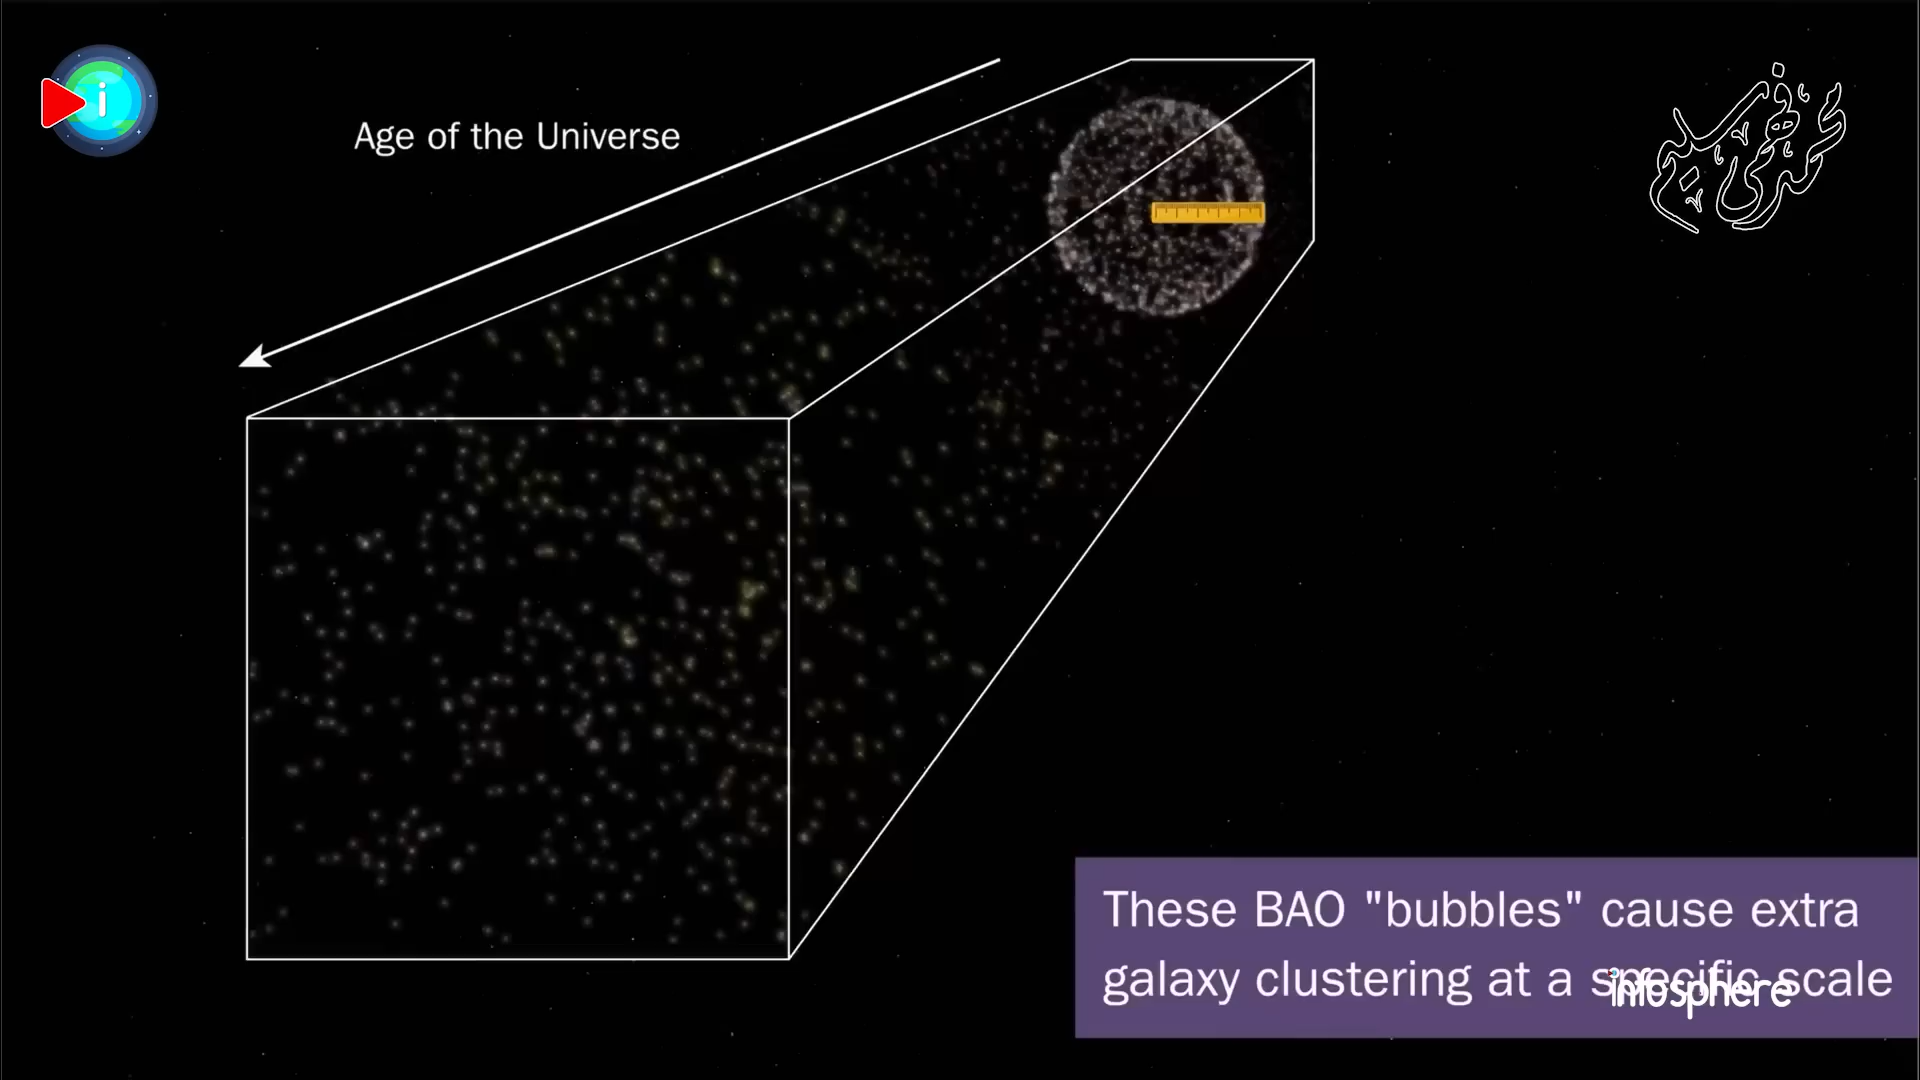 i
Age of the Universe
These BAO "bubbles" cause extra
galaxy clustering at a specific scale
infosphere